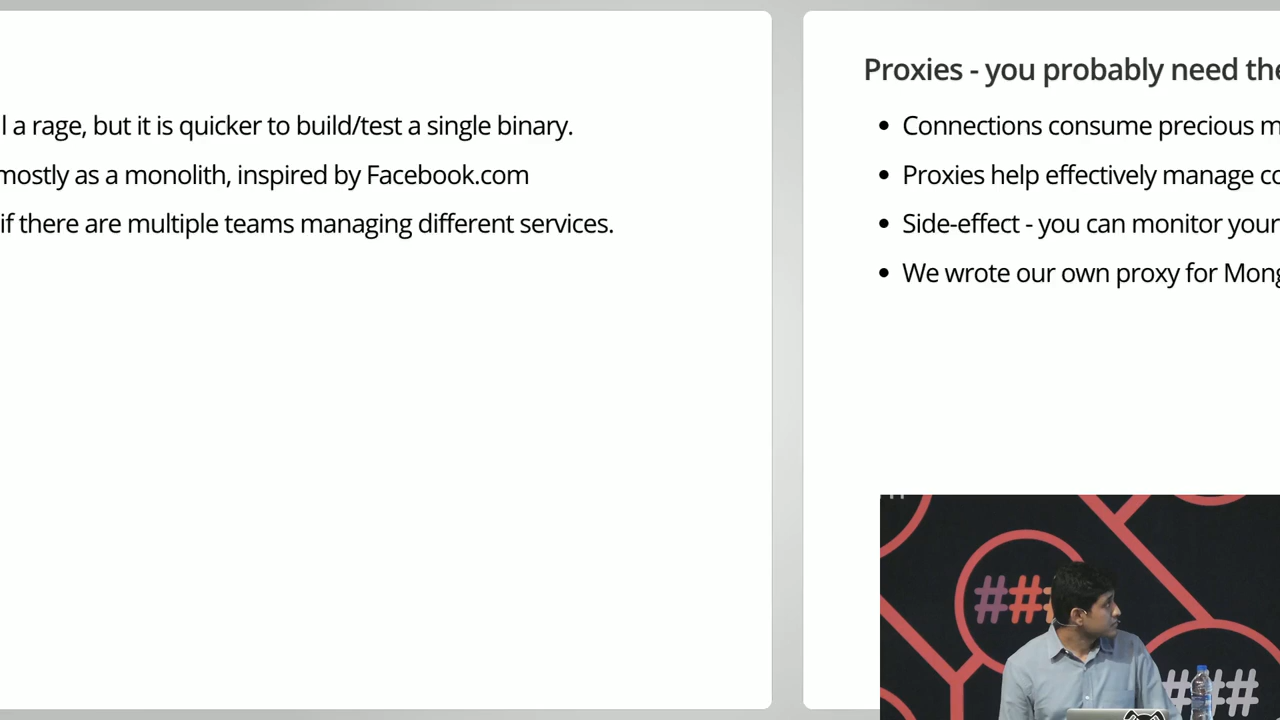 l a rage, but it is quicker to build/test a single binary.
mostly as a monolith, inspired by Facebook.com
if there are multiple teams managing different services.
Proxies - you probably need the
Connections consume precious m
Proxies help effectively manage co
Side-effect - you can monitor your
We wrote our own proxy for Mong
##
###